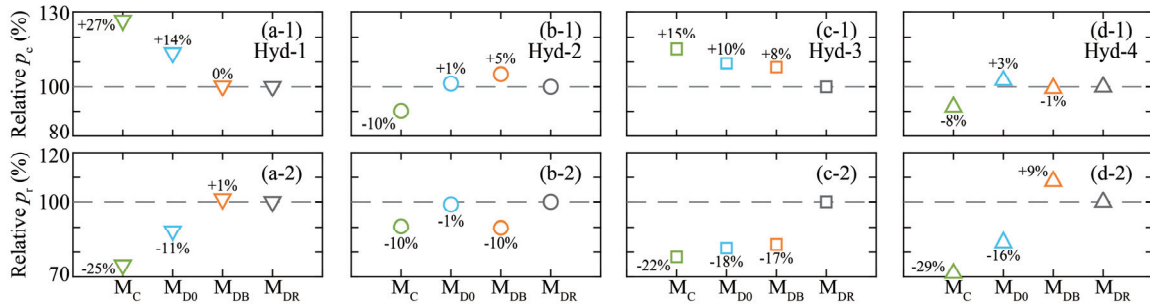 Relative p_c (%)
130
100
80
+27%
+14%
0%
(a-1)
Hyd-1
-10%
+1%
+5%
(b-1)
Hyd-2
+15%
+10%
+8%
(c-1)
Hyd-3
-8%
+3%
-1%
(d-1)
Hyd-4
Relative p_r (%)
120
100
70
-25%
-11%
+1%
(a-2)
-10%
-1%
-10%
(b-2)
-22%
-18%
-17%
(c-2)
-29%
-16%
+9%
(d-2)
M_C M_D0 M_DB M_DR
M_C M_D0 M_DB M_DR
M_C M_D0 M_DB M_DR
M_C M_D0 M_DB M_DR